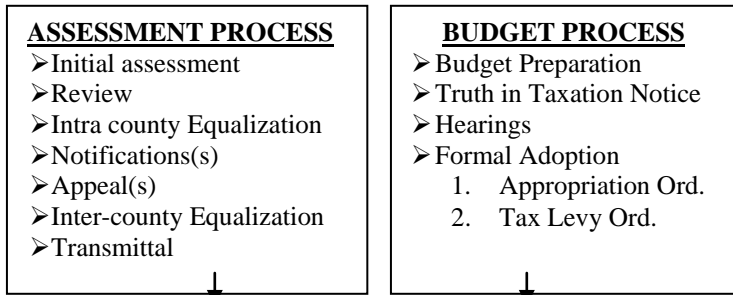 ASSESSMENT PROCESS
➢Initial assessment
➢Review
➢Intra county Equalization
➢Notifications(s)
➢Appeal(s)
➢Inter-county Equalization
➢Transmittal
BUDGET PROCESS
➢Budget Preparation
➢Truth in Taxation Notice
➢Hearings
➢Formal Adoption
1. Appropriation Ord.
2. Tax Levy Ord.